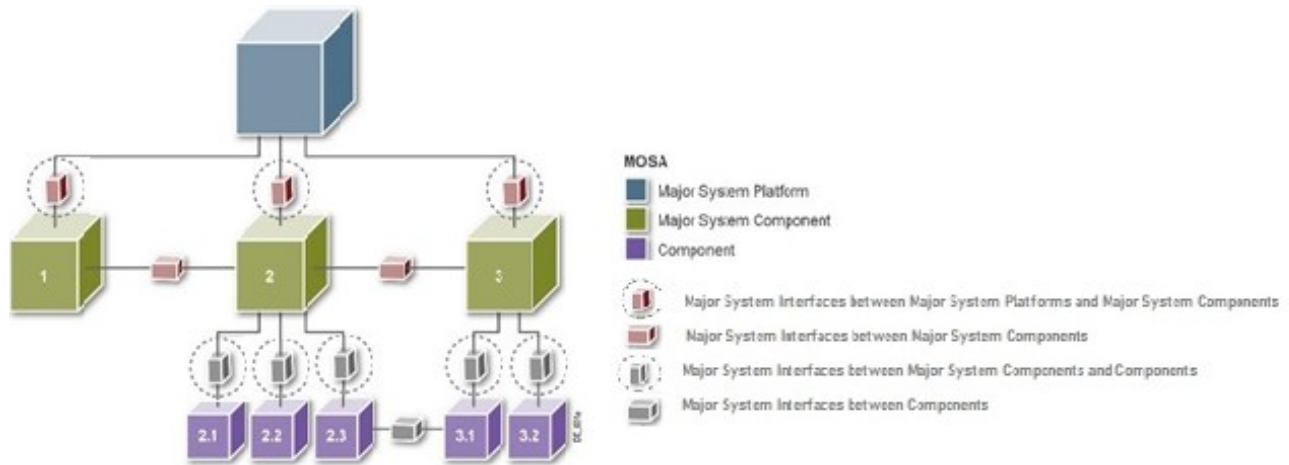 MOSA
Major System Platform
Major System Component
Component
1
2
3
Major System Interfaces between Major System Platforms and Major System Components
Major System Interfaces between Major System Components
Major System Interfaces between Major System Components and Components
Major System Interfaces between Components
2.1
2.2
2.3
3.1
3.2